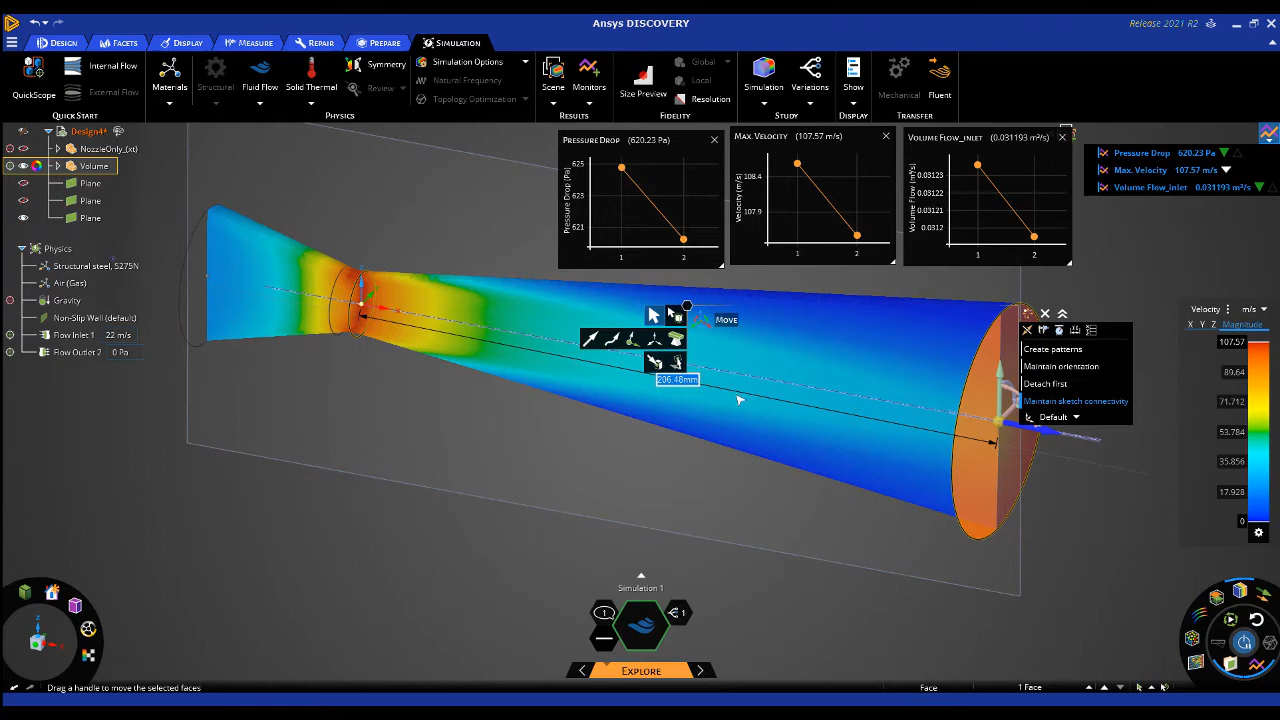 Ansys DISCOVERY
Release 2021 R2
DESIGN
FACETS
DISPLAY
MEASURE
REPAIR
PREPARE
SIMULATION
QuickScope
Internal Flow
External Flow
QUICK START
Materials
Structural
Fluid Flow
Solid Thermal
Symmetry
Review
PHYSICS
Simulation Options
Natural Frequency
Topology Optimization
Scene
Monitors
RESULTS
Size Preview
Global
Local
Resolution
FIDELITY
Simulation
Variations
STUDY
Show
DISPLAY
Mechanical
Fluent
TRANSFER
Design4*
NozzleOnly_(xt)
Volume
Plane
Plane
Plane
Physics
Structural steel, S275N
Air (Gas)
Gravity
Non-Slip Wall (default)
Flow Inlet 1 22 m/s
Flow Outlet 2 0 Pa
PRESSURE DROP (620.23 Pa)
Pressure Drop (Pa)
625
623
621
1 2
MAX. VELOCITY (107.57 m/s)
Velocity (m/s)
108.4
107.9
1 2
VOLUME FLOW_INLET (0.031193 m³/s)
Volume Flow (m³/s)
0.03123
0.03122
0.03121
0.0312
1 2
Pressure Drop 620.23 Pa
Max. Velocity 107.57 m/s
Volume Flow_inlet 0.031193 m³/s
Move
206.48mm
Create patterns
Maintain orientation
Detach first
Maintain sketch connectivity
Default
Velocity m/s
X Y Z Magnitude
107.57
89.64
71.712
53.784
35.856
17.928
0
Simulation 1
1
1
EXPLORE
Drag a handle to move the selected faces
Face
1 Face